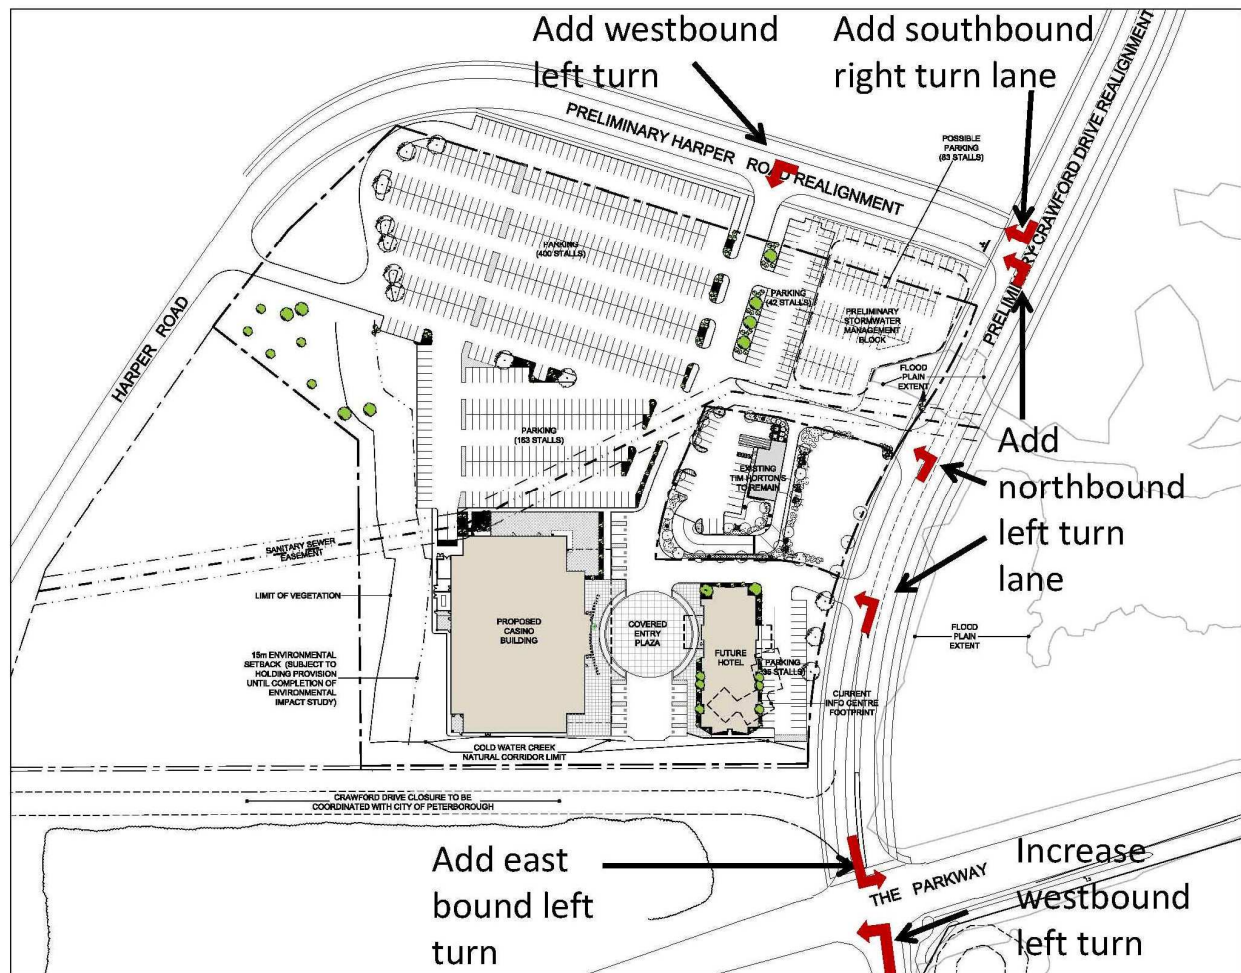 Add westbound
left turn
Add southbound
right turn lane
PRELIMINARY HARPER ROAD REALIGNMENT
PRELIMINARY CRAWFORD DRIVE REALIGNMENT
POSSIBLE
PARKING
(83 STALLS)
PARKING
(400 STALLS)
PARKING
(42 STALLS)
PRELIMINARY
STORMWATER
MANAGEMENT
BLOCK
HARPER ROAD
FLOOD
PLAIN
EXTENT
PARKING
(163 STALLS)
EXISTING
TIM HORTON'S
TO REMAIN
Add
northbound
left turn
lane
SANITARY SEWER
EASEMENT
LIMIT OF VEGETATION
PROPOSED
CASINO
BUILDING
COVERED
ENTRY
PLAZA
FUTURE
HOTEL
PARKING
(35 STALLS)
FLOOD
PLAIN
EXTENT
15m ENVIRONMENTAL
SETBACK (SUBJECT TO
HOLDING PROVISION
UNTIL COMPLETION OF
ENVIRONMENTAL
IMPACT STUDY)
CURRENT
INFO CENTRE
FOOTPRINT
COLD WATER CREEK
NATURAL CORRIDOR LIMIT
CRAWFORD DRIVE CLOSURE TO BE
COORDINATED WITH CITY OF PETERBOROUGH
Add east
bound left
turn
THE PARKWAY
Increase
westbound
left turn